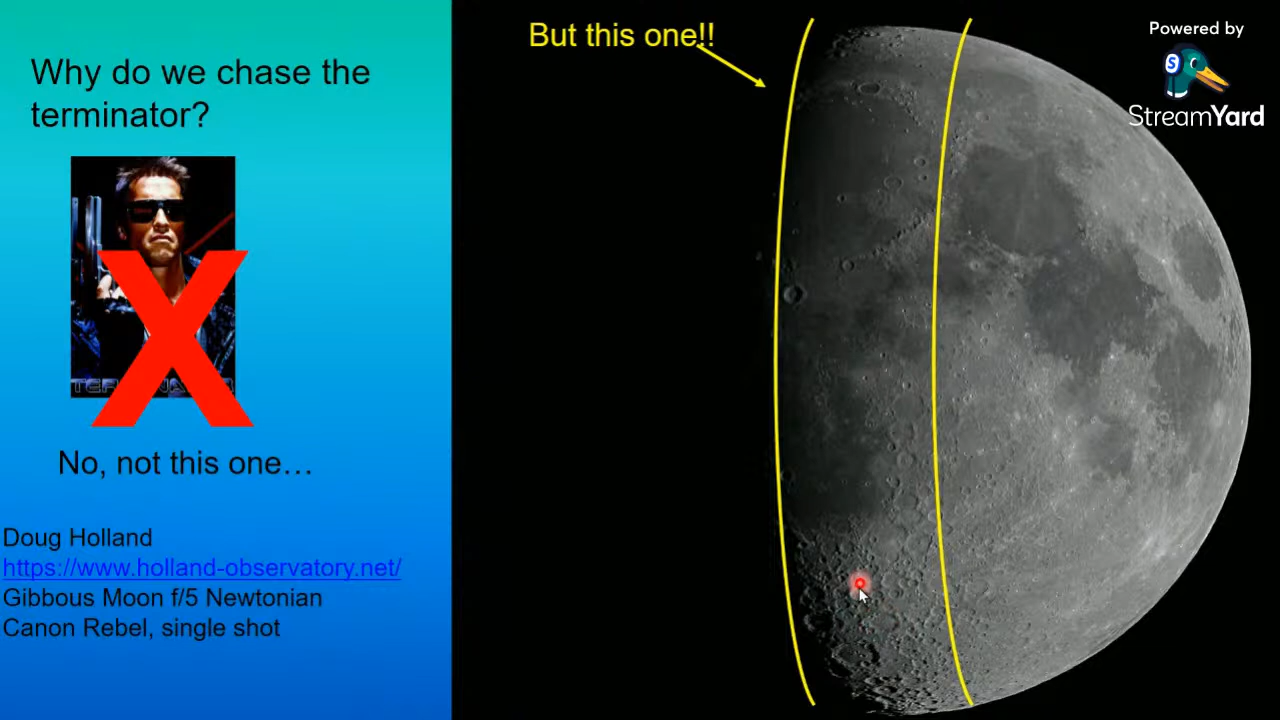 Why do we chase the
terminator?
No, not this one…
Doug Holland
https://www.holland-observatory.net/
Gibbous Moon f/5 Newtonian
Canon Rebel, single shot
But this one!!
Powered by
S
StreamYard